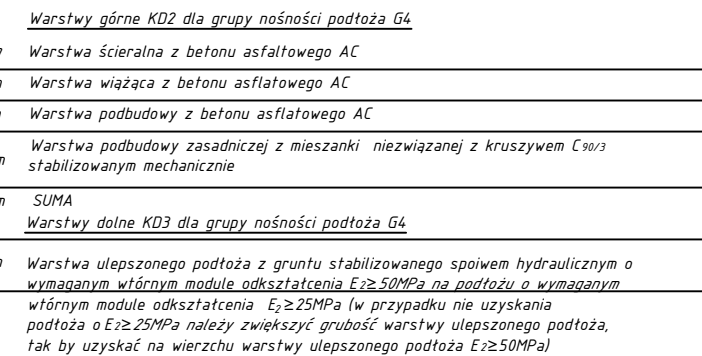 Warstwy górne KD2 dla grupy nośności podłoża G4
Warstwa ścieralna z betonu asfaltowego AC
Warstwa wiążąca z betonu asflatowego AC
Warstwa podbudowy z betonu asflatowego AC
Warstwa podbudowy zasadniczej z mieszanki niezwiązanej z kruszywem C90/3
m stabilizowanym mechanicznie
m SUMA
Warstwy dolne KD3 dla grupy nośności podłoża G4
Warstwa ulepszonego podłoża z gruntu stabilizowanego spoiwem hydraulicznym o
wymaganym wtórnym module odkształcenia E2≥50MPa na podłożu o wymaganym
wtórnym module odkształcenia E2≥25MPa (w przypadku nie uzyskania
podłoża o E2≥25MPa należy zwiększyć grubość warstwy ulepszonego podłoża,
tak by uzyskać na wierzchu warstwy ulepszonego podłoża E2≥50MPa)